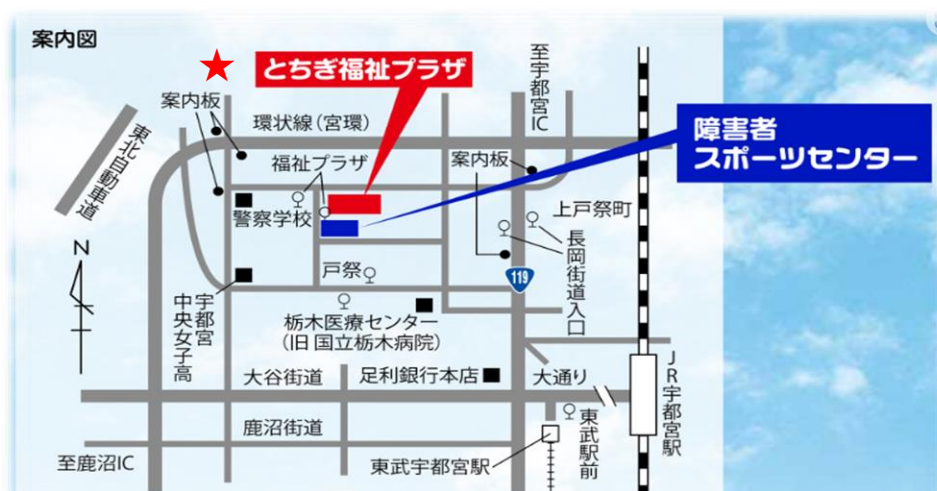 案内図
とちぎ福祉プラザ
至宇都宮IC
案内板
環状線（宮環）
障害者
スポーツセンター
東北自動車道
福祉プラザ
案内板
警察学校
上戸祭町
N
長岡街道入口
戸祭
119
宇都宮
中央女子高
栃木医療センター
（旧 国立栃木病院）
大谷街道
足利銀行本店
大通り
JR宇都宮駅
鹿沼街道
東武駅前
至鹿沼IC
東武宇都宮駅